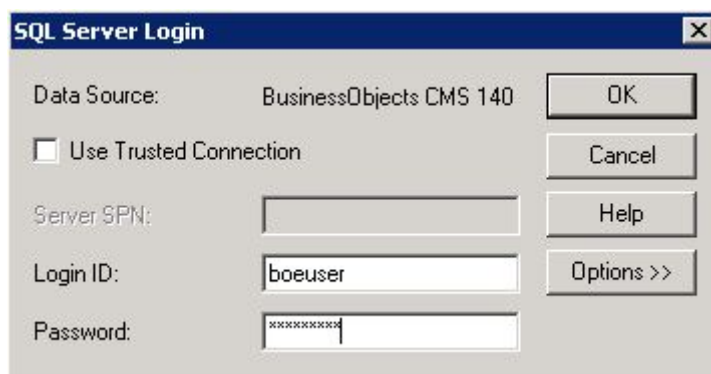 SQL Server Login
Data Source: BusinessObjects CMS 140 OK
Use Trusted Connection Cancel
Server SPN: Help
Login ID: boeuser Options >>
Password: *********